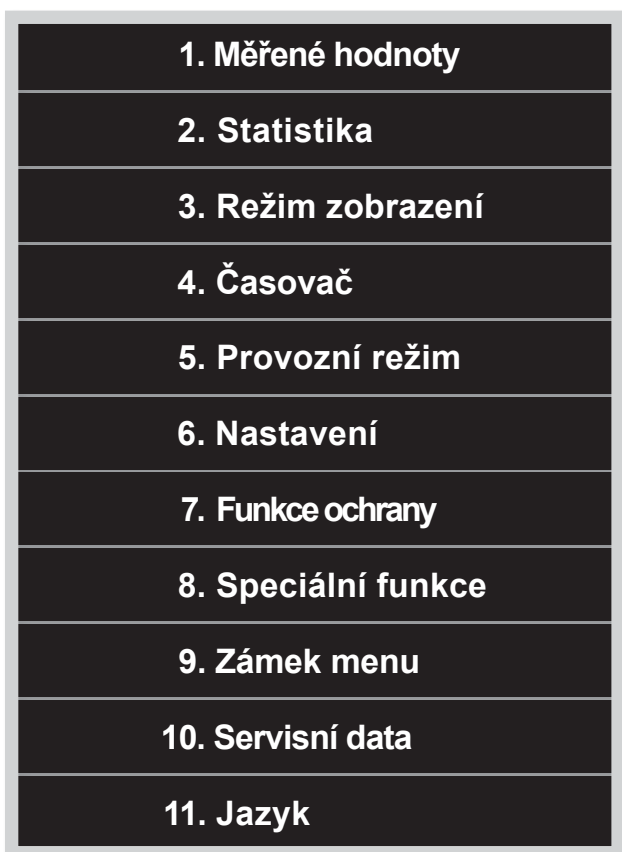 1. Měřené hodnoty
2. Statistika
3. Režim zobrazení
4. Časovač
5. Provozní režim
6. Nastavení
7. Funkce ochrany
8. Speciální funkce
9. Zámek menu
10. Servisní data
11. Jazyk